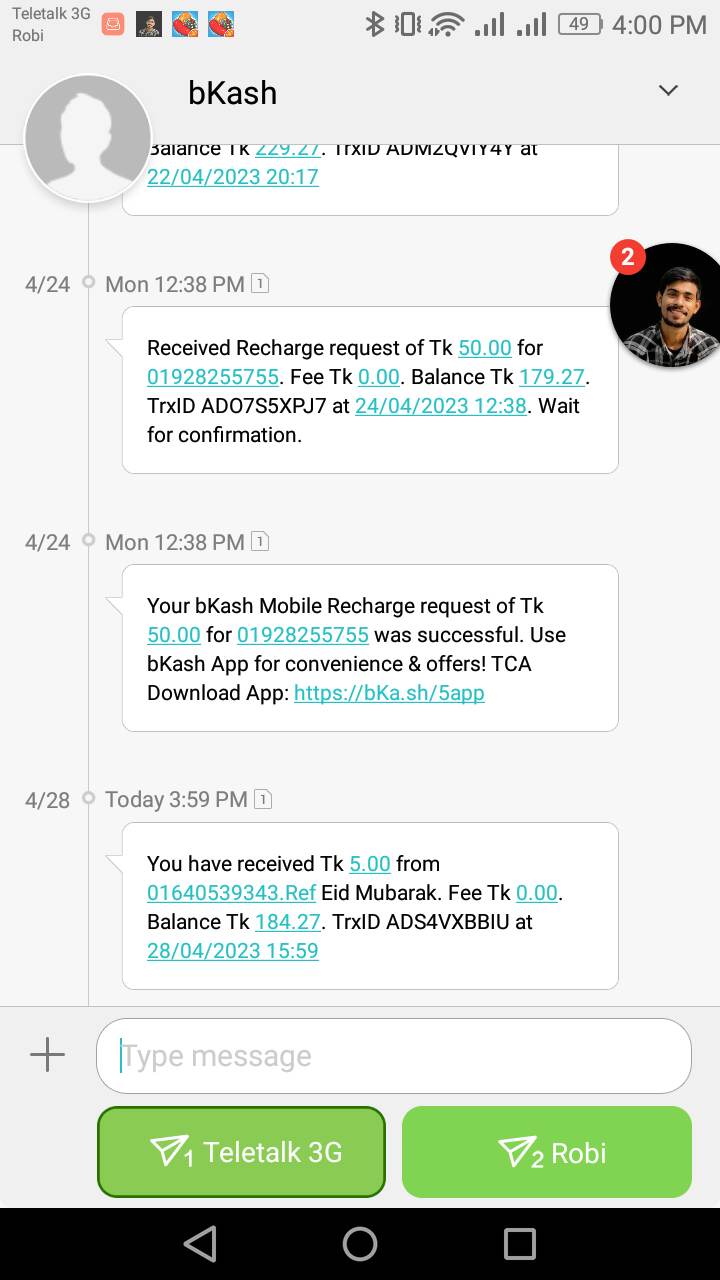 Teletalk 3G
Robi
49
4:00 PM
bKash
Balance Tk 229.27. TrxID ADM2QVIY4Y at
22/04/2023 20:17
2
4/24 Mon 12:38 PM 1
Received Recharge request of Tk 50.00 for
01928255755. Fee Tk 0.00. Balance Tk 179.27.
TrxID ADO7S5XPJ7 at 24/04/2023 12:38. Wait
for confirmation.
4/24 Mon 12:38 PM 1
Your bKash Mobile Recharge request of Tk
50.00 for 01928255755 was successful. Use
bKash App for convenience & offers! TCA
Download App: https://bKa.sh/5app
4/28 Today 3:59 PM 1
You have received Tk 5.00 from
01640539343.Ref Eid Mubarak. Fee Tk 0.00.
Balance Tk 184.27. TrxID ADS4VXBBIU at
28/04/2023 15:59
Type message
1 Teletalk 3G
2 Robi